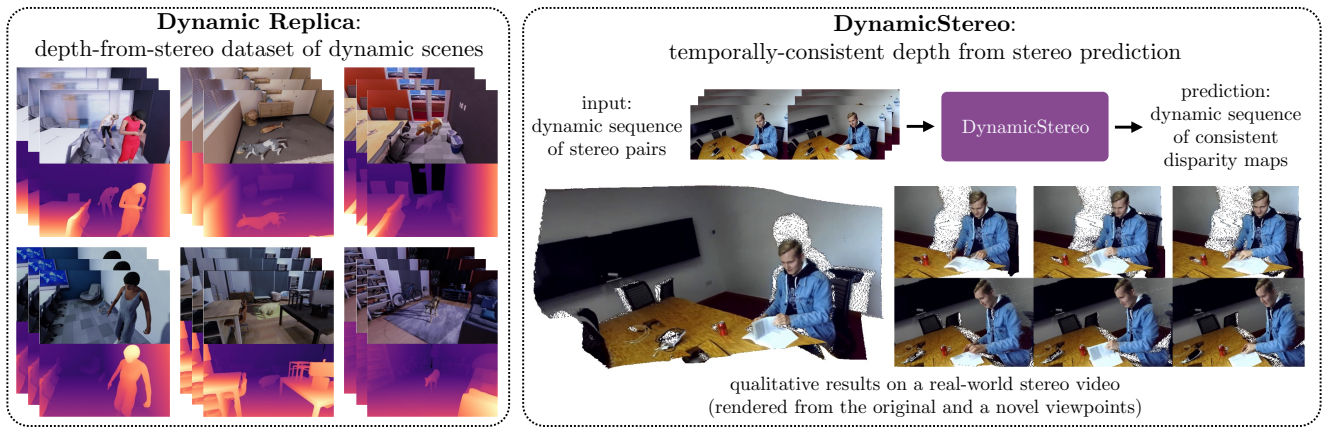 Dynamic Replica:
depth-from-stereo dataset of dynamic scenes
DynamicStereo:
temporally-consistent depth from stereo prediction
input:
dynamic sequence
of stereo pairs
DynamicStereo
prediction:
dynamic sequence
of consistent
disparity maps
qualitative results on a real-world stereo video
(rendered from the original and a novel viewpoints)